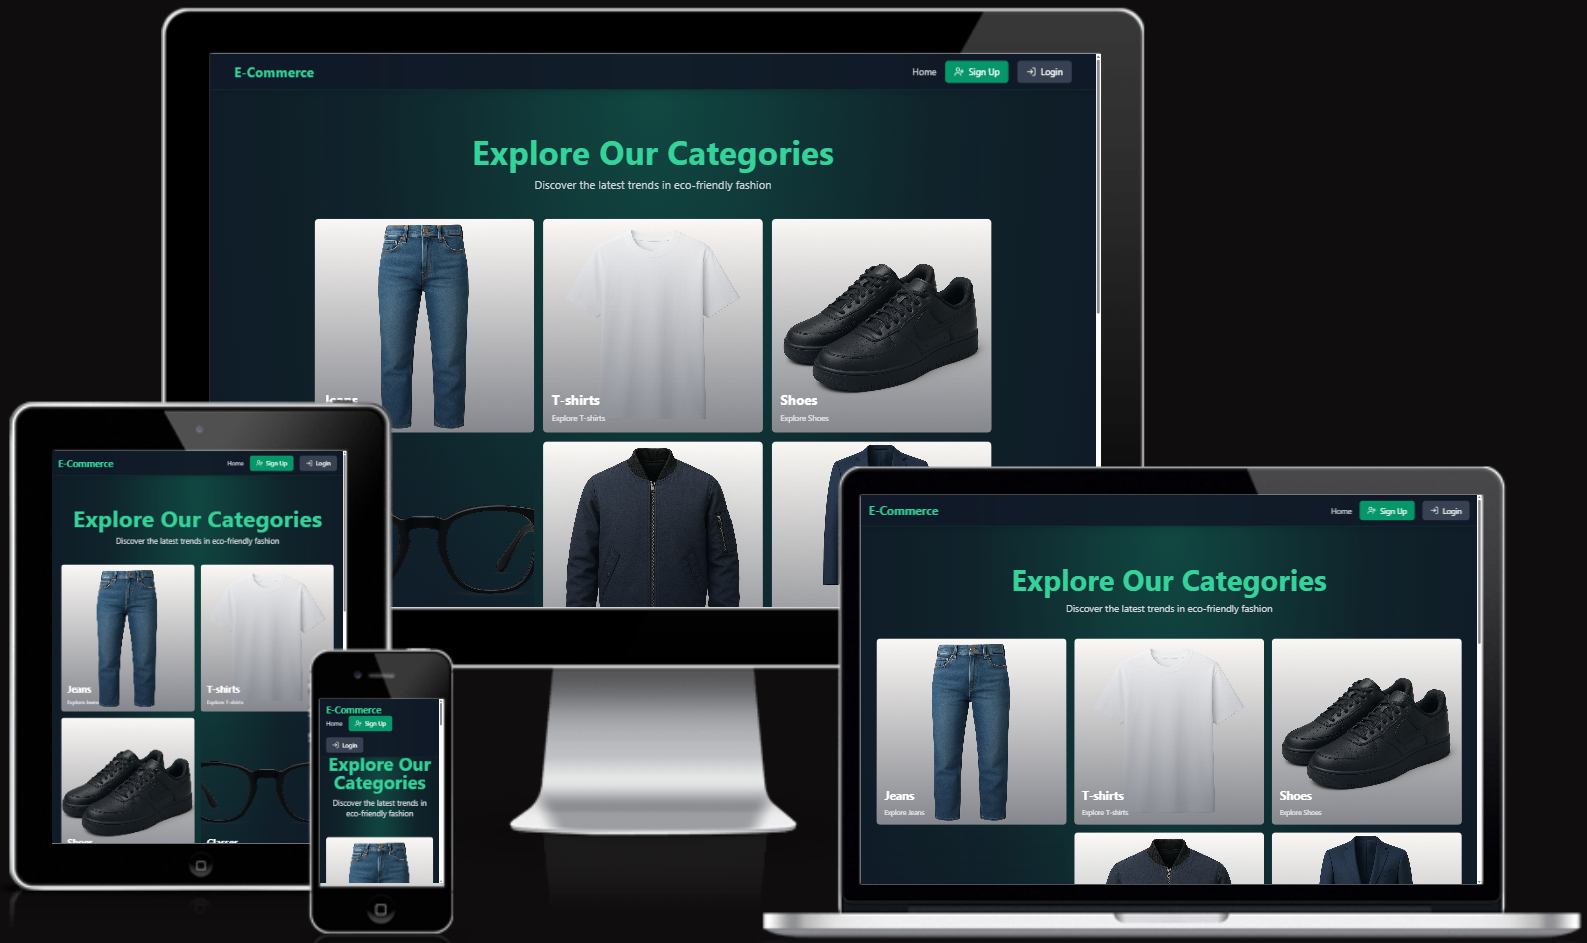 E-Commerce
Home
Sign Up
Login
Explore Our Categories
Discover the latest trends in eco-friendly fashion
Jeans
T-shirts
Explore T-shirts
Shoes
Explore Shoes
E-Commerce
Home
Sign Up
Login
Explore Our Categories
Discover the latest trends in eco-friendly fashion
Jeans
Explore Jeans
T-shirts
Explore T-shirts
Shoes
Glasses
E-Commerce
Home
Sign Up
Login
Explore Our
Categories
Discover the latest trends in
eco-friendly fashion
E-Commerce
Home
Sign Up
Login
Explore Our Categories
Discover the latest trends in eco-friendly fashion
Jeans
Explore Jeans
T-shirts
Explore T-shirts
Shoes
Explore Shoes